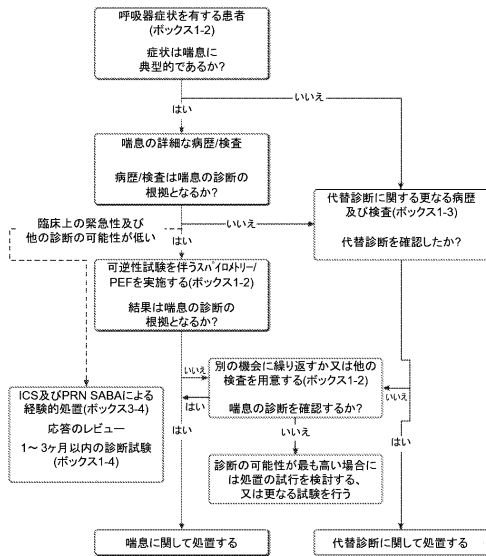 呼吸器症状を有する患者
(ボックス1-2)
症状は喘息に
典型的であるか?
いいえ
はい
喘息の詳細な病歴/検査
病歴/検査は喘息の診断の
根拠となるか?
代替診断に関する更なる病歴
及び検査(ボックス1-3)
代替診断を確認したか?
臨床上の緊急性及び
他の診断の可能性が低い
いいえ
はい
可逆性試験を伴うスパイロメトリー/
PEFを実施する(ボックス1-2)
結果は喘息の診断の
根拠となるか?
いいえ
はい
別の機会に繰り返すか又は他の
検査を用意する(ボックス1-2)
喘息の診断を確認するか?
いいえ
ICS及びPRN SABAによる
経験的処置(ボックス3-4)
応答のレビュー
1~3ヶ月以内の診断試験
(ボックス1-4)
はい
いいえ
はい
診断の可能性が最も高い場合に
は処置の試行を検討する、
又は更なる試験を行う
喘息に関して処置する
代替診断に関して処置する